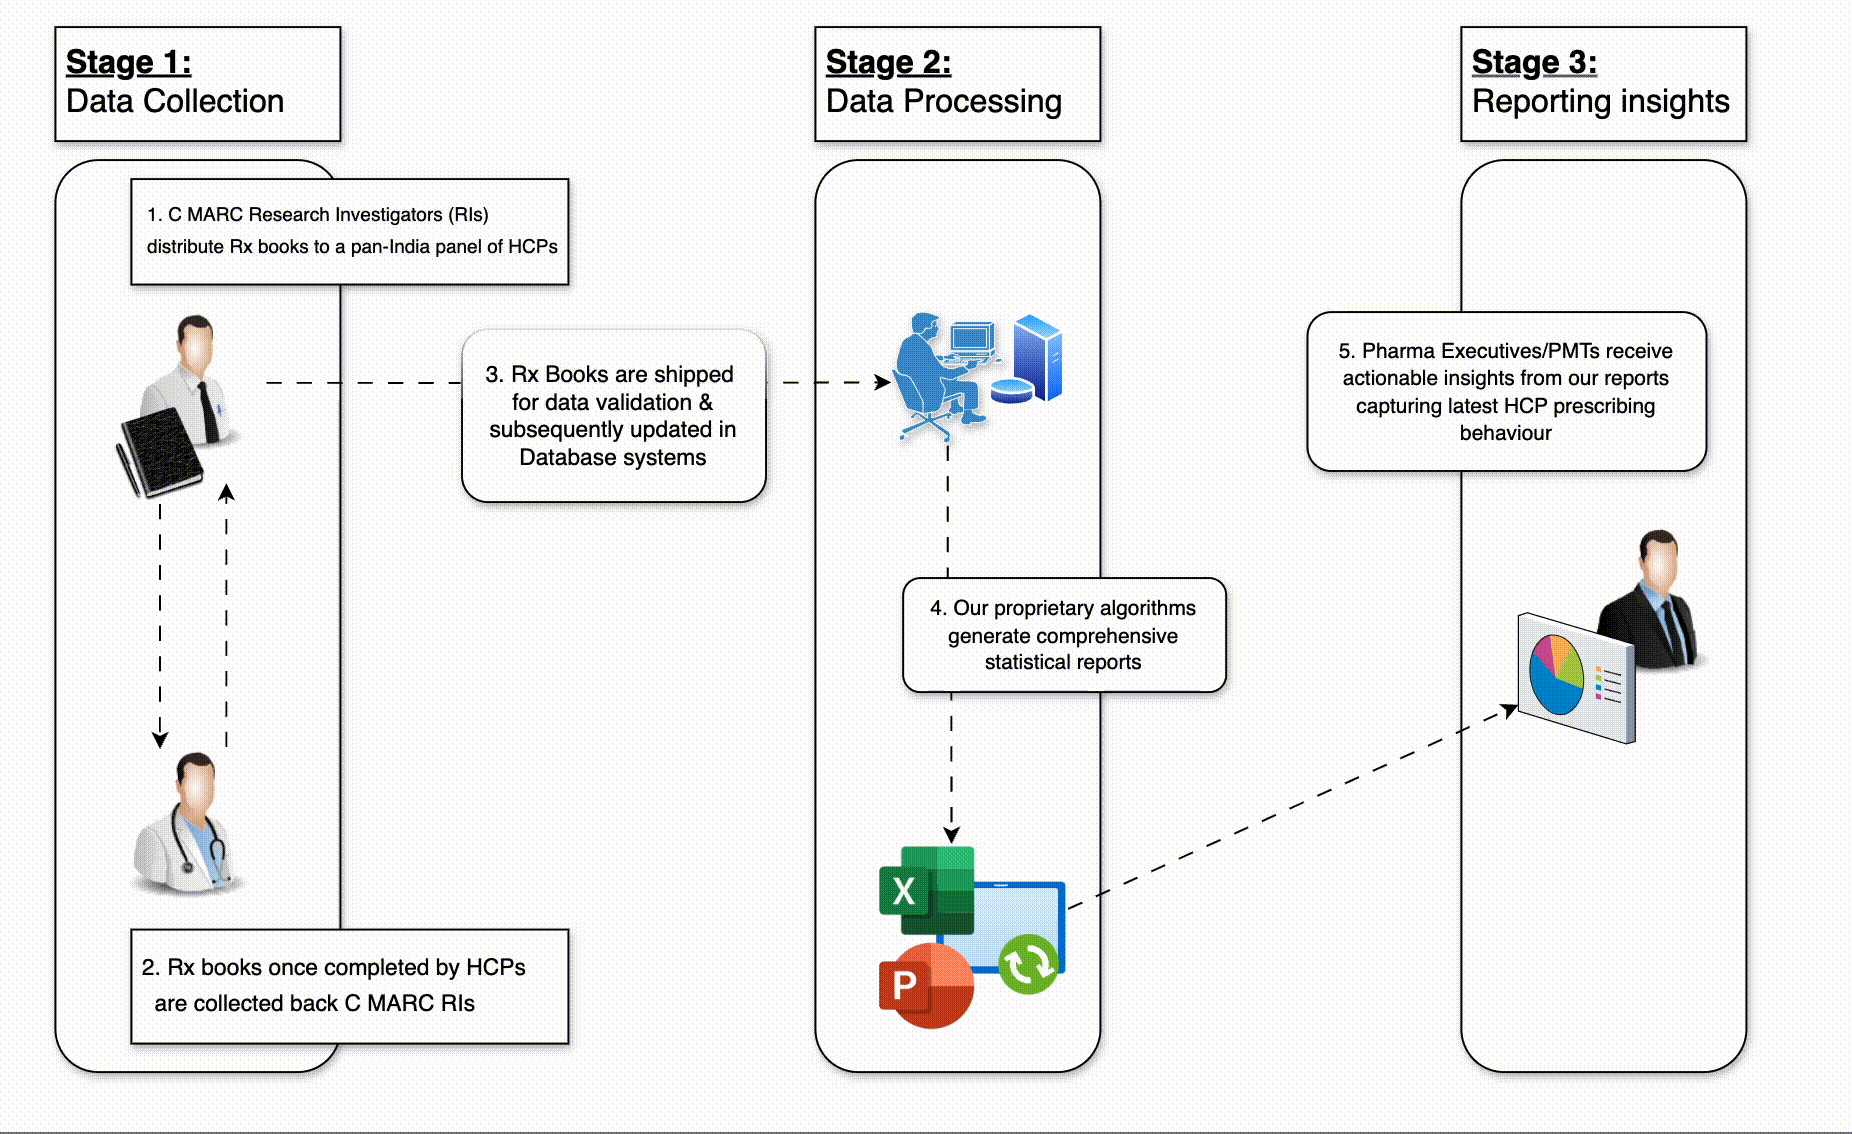 Stage 1:
Data Collection
1. C MARC Research Investigators (RIs)
distribute Rx books to a pan-India panel of HCPs
2. Rx books once completed by HCPs
are collected back C MARC RIs
3. Rx Books are shipped
for data validation &
subsequently updated in
Database systems
Stage 2:
Data Processing
4. Our proprietary algorithms
generate comprehensive
statistical reports
X
P
Stage 3:
Reporting insights
5. Pharma Executives/PMTs receive
actionable insights from our reports
capturing latest HCP prescribing
behaviour